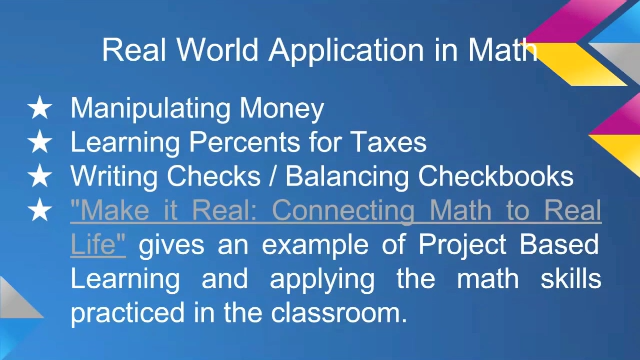 Real World Application in Math
★ Manipulating Money
★ Learning Percents for Taxes
★ Writing Checks / Balancing Checkbooks
★ "Make it Real: Connecting Math to Real
Life" gives an example of Project Based
Learning and applying the math skills
practiced in the classroom.